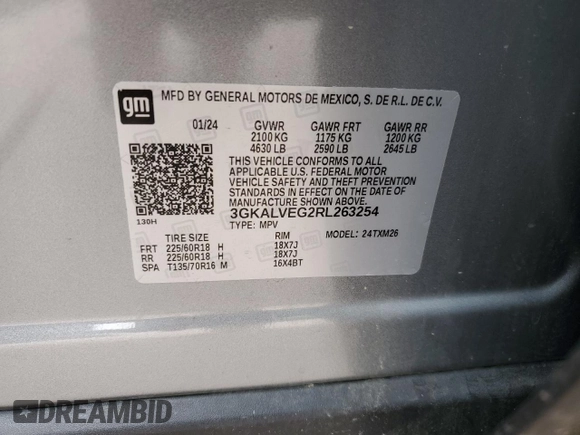 gm
MFD BY GENERAL MOTORS DE MEXICO, S. DE R.L. DE C.V.
01/24 GVWR GAWR FRT GAWR RR
2100 KG 1175 KG 1200 KG
4630 LB 2590 LB 2645 LB
THIS VEHICLE CONFORMS TO ALL
APPLICABLE U.S. FEDERAL MOTOR
VEHICLE SAFETY AND THEFT PREVENTION
STANDARDS IN EFFECT ON THE DATE OF
MANUFACTURE SHOWN ABOVE.
3GKALVEG2RL263254
130H TYPE: MPV MODEL: 24TXM26
TIRE SIZE RIM
FRT 225/60R18 H 18X7J
RR 225/60R18 H 18X7J
SPA T135/70R16 M 16X4BT
DREAMBID